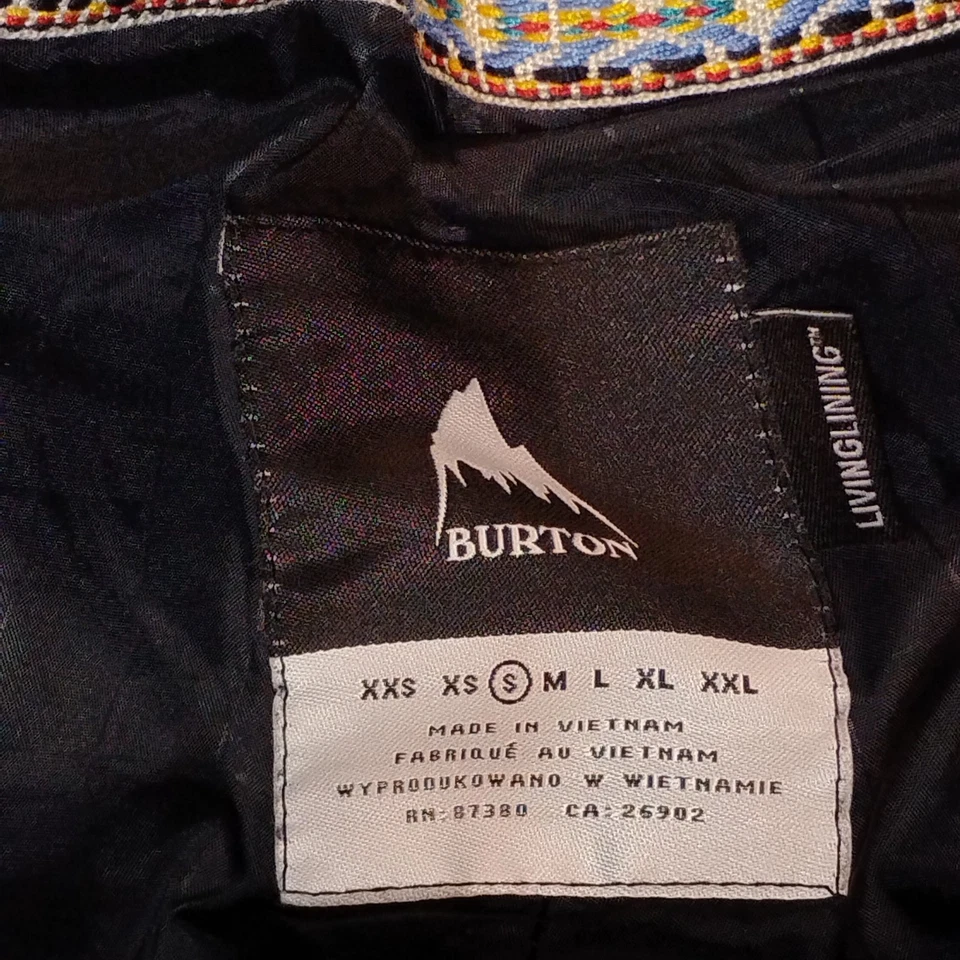 BURTON
LIVINGLINING™
XXS XS S M L XL XXL
MADE IN VIETNAM
FABRIQUÉ AU VIETNAM
WYPRODUKOWANO W WIETNAMIE
RN: 87380 CA: 26902